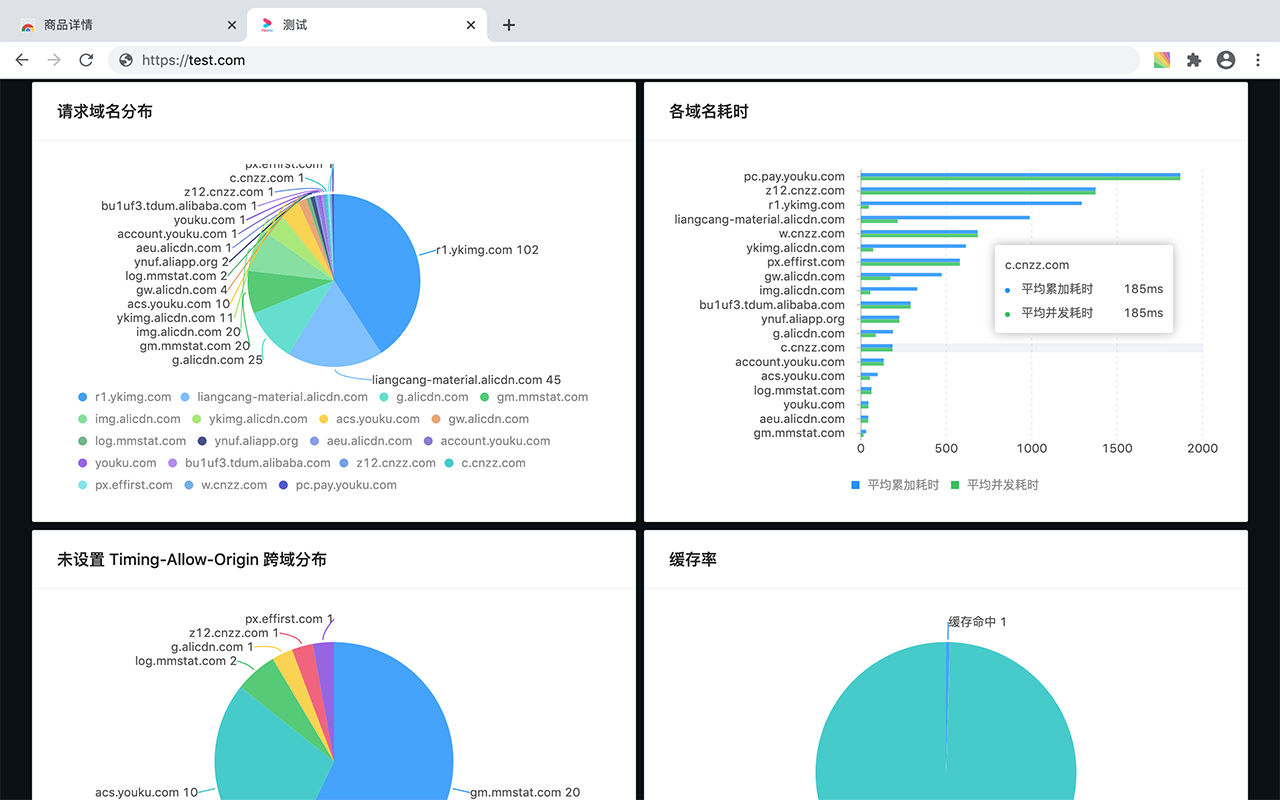 商品详情
测试
https://test.com
请求域名分布
px.effirst.com 1
c.cnzz.com 1
z12.cnzz.com 1
bu1uf3.tdum.alibaba.com 1
youku.com 1
account.youku.com 1
aeu.alicdn.com 1
ynuf.aliapp.org 2
log.mmstat.com 2
gw.alicdn.com 4
acs.youku.com 10
ykimg.alicdn.com 11
img.alicdn.com 20
gm.mmstat.com 20
g.alicdn.com 25
r1.ykimg.com 102
liangcang-material.alicdn.com 45
r1.ykimg.com liangcang-material.alicdn.com g.alicdn.com gm.mmstat.com
img.alicdn.com ykimg.alicdn.com acs.youku.com gw.alicdn.com
log.mmstat.com ynuf.aliapp.org aeu.alicdn.com account.youku.com
youku.com bu1uf3.tdum.alibaba.com z12.cnzz.com c.cnzz.com
px.effirst.com w.cnzz.com pc.pay.youku.com
各域名耗时
pc.pay.youku.com
z12.cnzz.com
r1.ykimg.com
liangcang-material.alicdn.com
w.cnzz.com
ykimg.alicdn.com
px.effirst.com
gw.alicdn.com
img.alicdn.com
bu1uf3.tdum.alibaba.com
ynuf.aliapp.org
g.alicdn.com
c.cnzz.com
account.youku.com
acs.youku.com
log.mmstat.com
youku.com
aeu.alicdn.com
gm.mmstat.com
0 500 1000 1500 2000
c.cnzz.com
平均累加耗时 185ms
平均并发耗时 185ms
平均累加耗时 平均并发耗时
未设置 Timing-Allow-Origin 跨域分布
px.effirst.com 1
z12.cnzz.com 1
g.alicdn.com 1
log.mmstat.com 2
acs.youku.com 10
gm.mmstat.com 20
缓存率
缓存命中 1